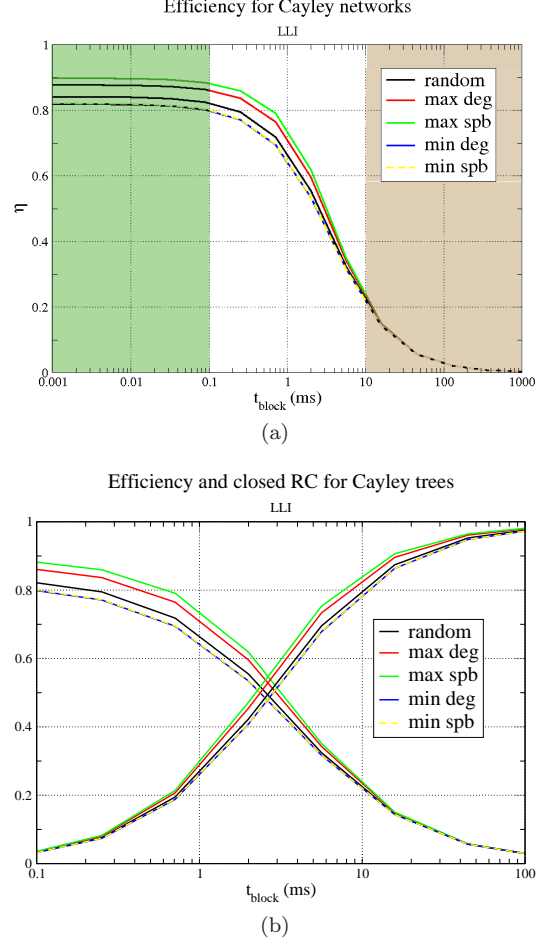 Efficiency for Cayley networks
LLI
η
1
0.8
0.6
0.4
0.2
0
random
max deg
max spb
min deg
min spb
0.001 0.01 0.1 1 10 100 1000
t_block (ms)
(a)
Efficiency and closed RC for Cayley trees
LLI
1
0.8
0.6
0.4
0.2
0
random
max deg
max spb
min deg
min spb
0.1 1 10 100
t_block (ms)
(b)